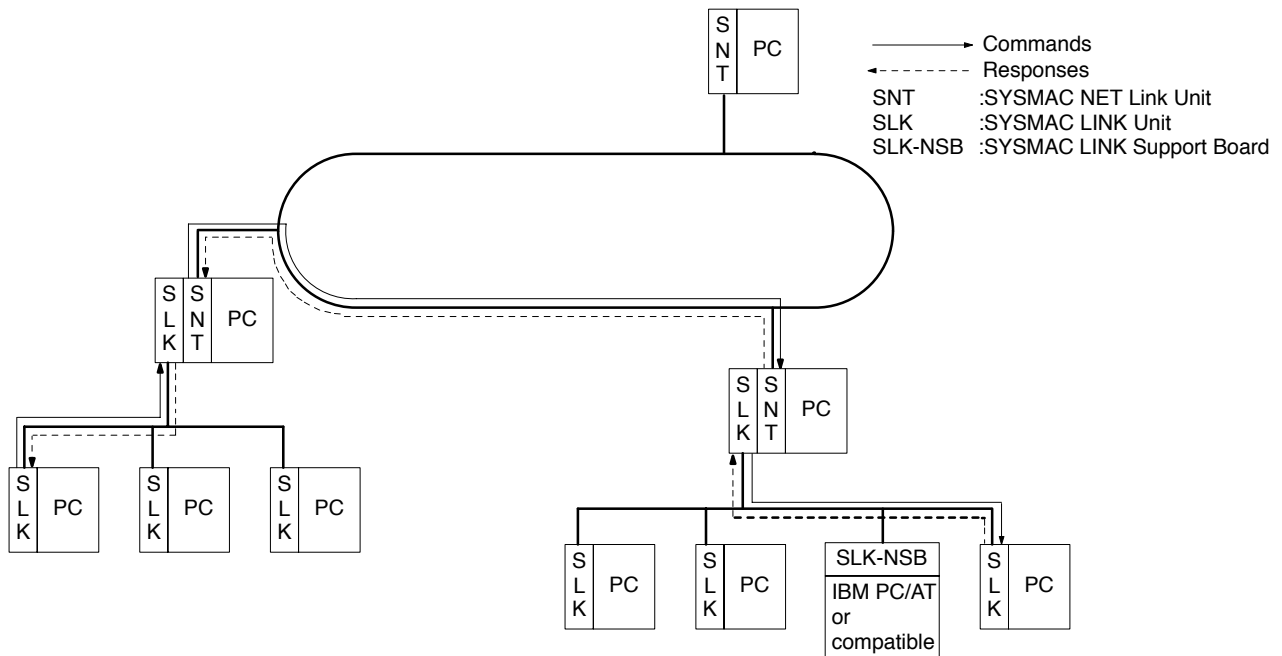 S
N
T
PC
Commands
Responses
SNT :SYSMAC NET Link Unit
SLK :SYSMAC LINK Unit
SLK-NSB :SYSMAC LINK Support Board
S
L
K
S
N
T
PC
S
L
K
S
N
T
PC
S
L
K
PC
S
L
K
PC
S
L
K
PC
S
L
K
PC
S
L
K
PC
SLK-NSB
IBM PC/AT
or
compatible
S
L
K
PC